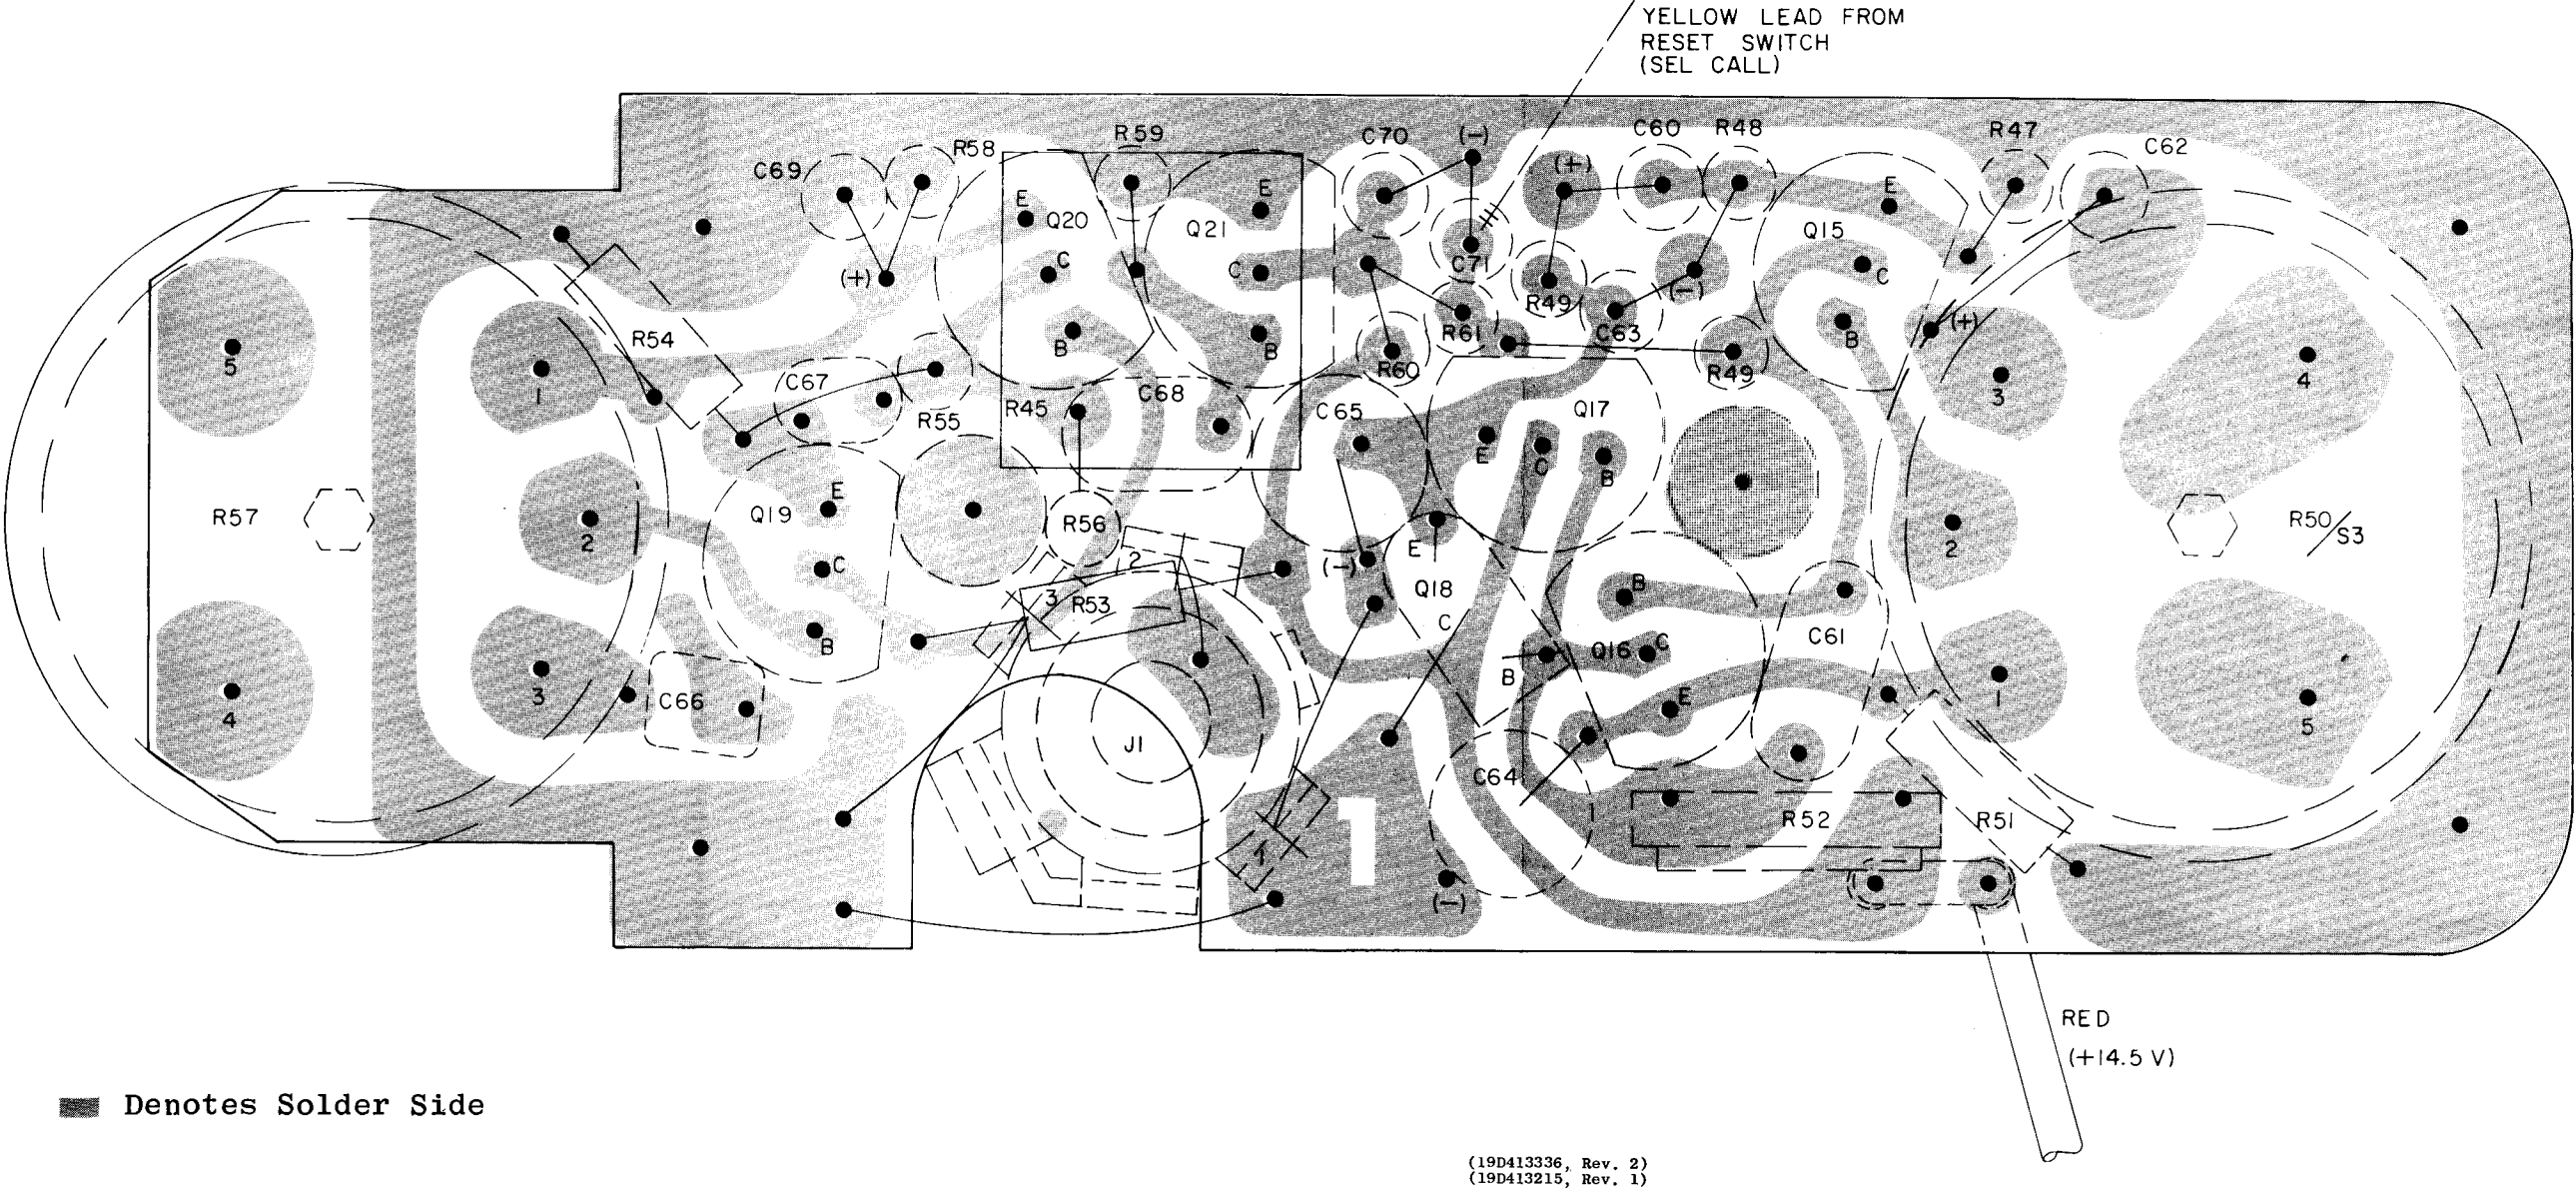 YELLOW LEAD FROM
RESET SWITCH
(SEL CALL)
C69
R58
R59
C70
(-)
C60
R48
R47
C62
(+)
E
Q20
C
B
E
Q21
C
B
(+)
C71
R49
(-)
E
Q15
C
B
(+)
R61
C63
R60
R49
5
1
R54
C67
R55
R45
C68
C65
E
Q17
C
B
3
4
R57
2
Q19
E
C
B
R56
2
3
R53
(-)
E
Q18
C
B
B
Q16
C
E
C61
2
R50/S3
4
3
C66
J1
C64
1
5
1
1
(-)
R52
R51
RED
(+14.5 V)
Denotes Solder Side
(19D413336, Rev. 2)
(19D413215, Rev. 1)